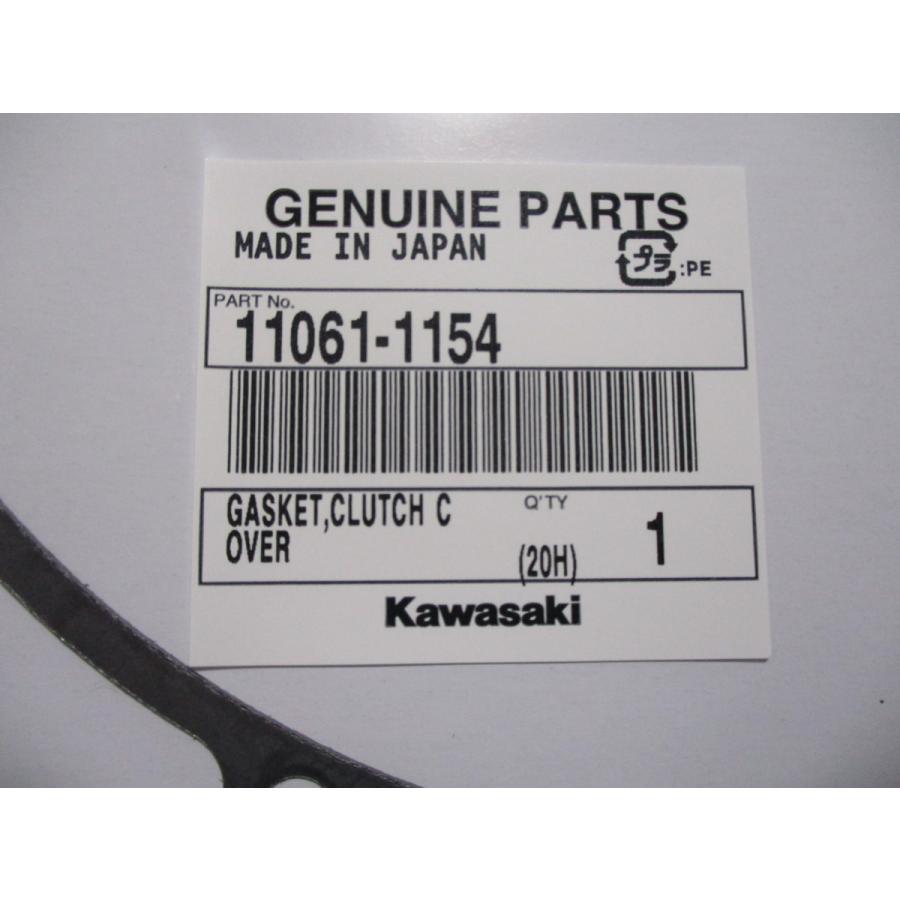 GENUINE PARTS
MADE IN JAPAN
プラ :PE
PART No.
11061-1154
GASKET,CLUTCH C
OVER
Q'TY
(20H)
1
Kawasaki